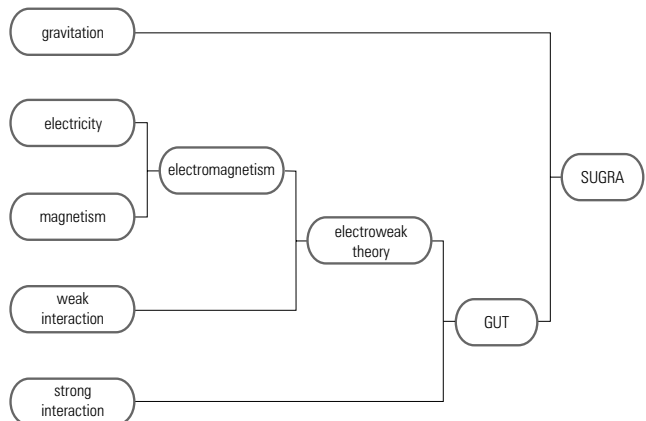 gravitation
electricity
electromagnetism
SUGRA
magnetism
electroweak
theory
weak
interaction
GUT
strong
interaction